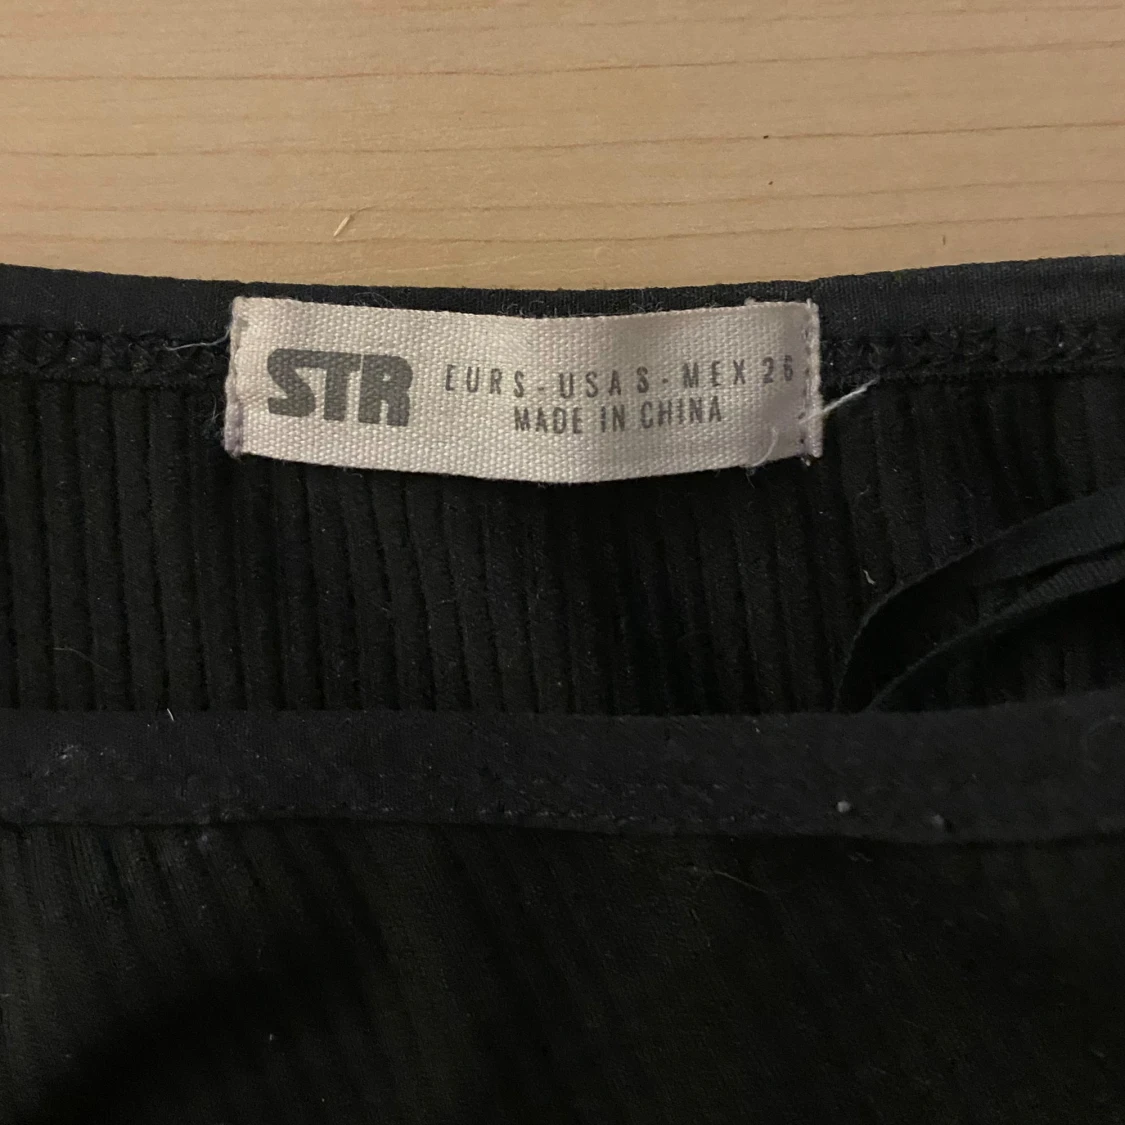 STR
EUR S - USA S - MEX 26
MADE IN CHINA